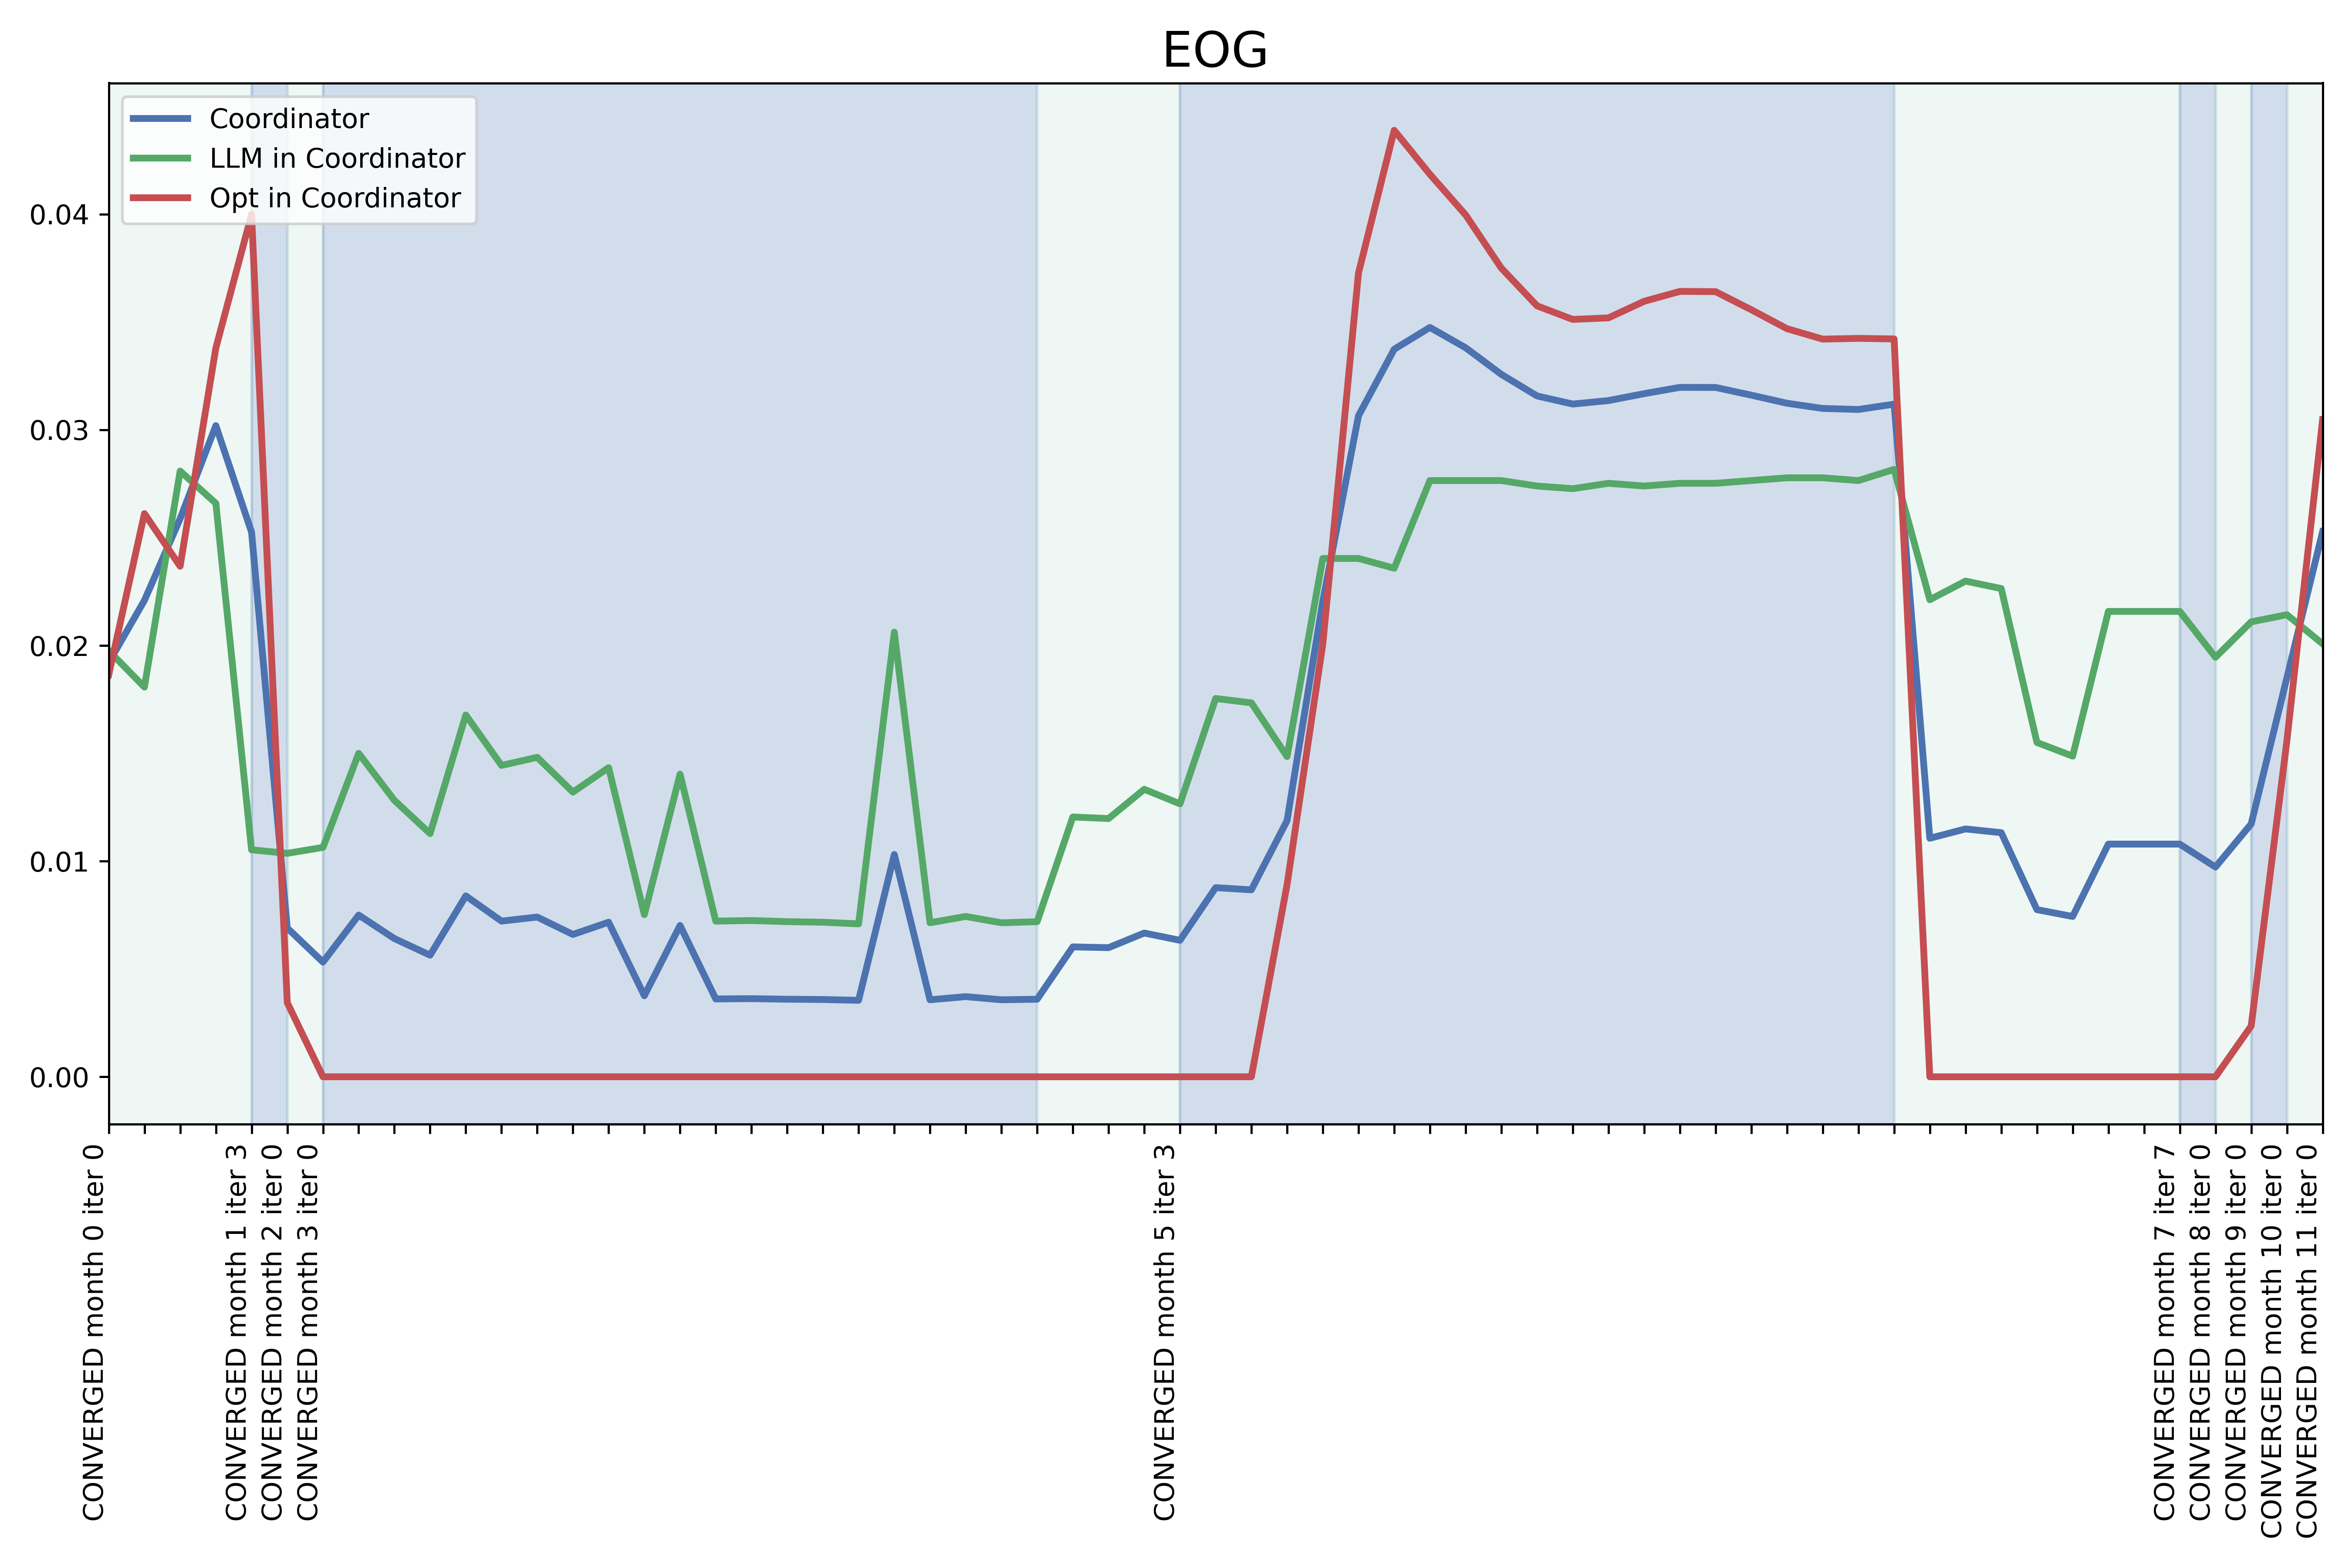 EOG
Coordinator
LLM in Coordinator
Opt in Coordinator
0.04
0.03
0.02
0.01
0.00
CONVERGED month 0 iter 0
CONVERGED month 1 iter 3
CONVERGED month 2 iter 0
CONVERGED month 3 iter 0
CONVERGED month 5 iter 3
CONVERGED month 7 iter 7
CONVERGED month 8 iter 0
CONVERGED month 9 iter 0
CONVERGED month 10 iter 0
CONVERGED month 11 iter 0